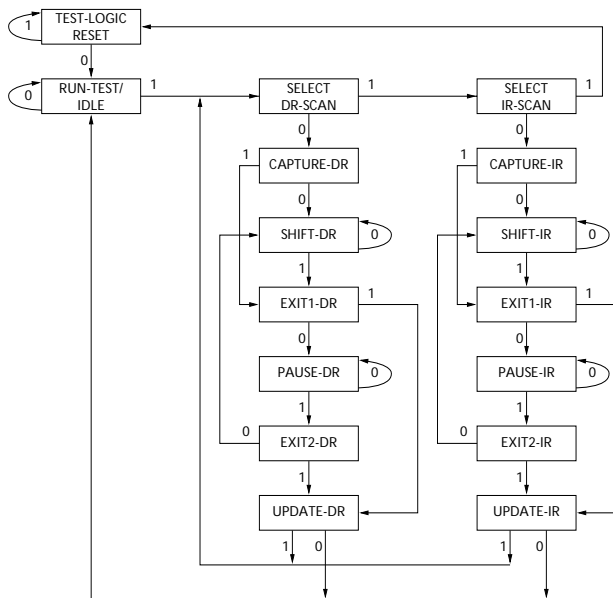 1
TEST-LOGIC
RESET
0
0
RUN-TEST/
IDLE
1
SELECT
DR-SCAN
1
SELECT
IR-SCAN
1
0
0
1
CAPTURE-DR
1
CAPTURE-IR
0
0
SHIFT-DR
0
SHIFT-IR
0
1
1
EXIT1-DR
1
EXIT1-IR
1
0
0
PAUSE-DR
0
PAUSE-IR
0
1
1
0
EXIT2-DR
0
EXIT2-IR
1
1
UPDATE-DR
UPDATE-IR
1
0
1
0